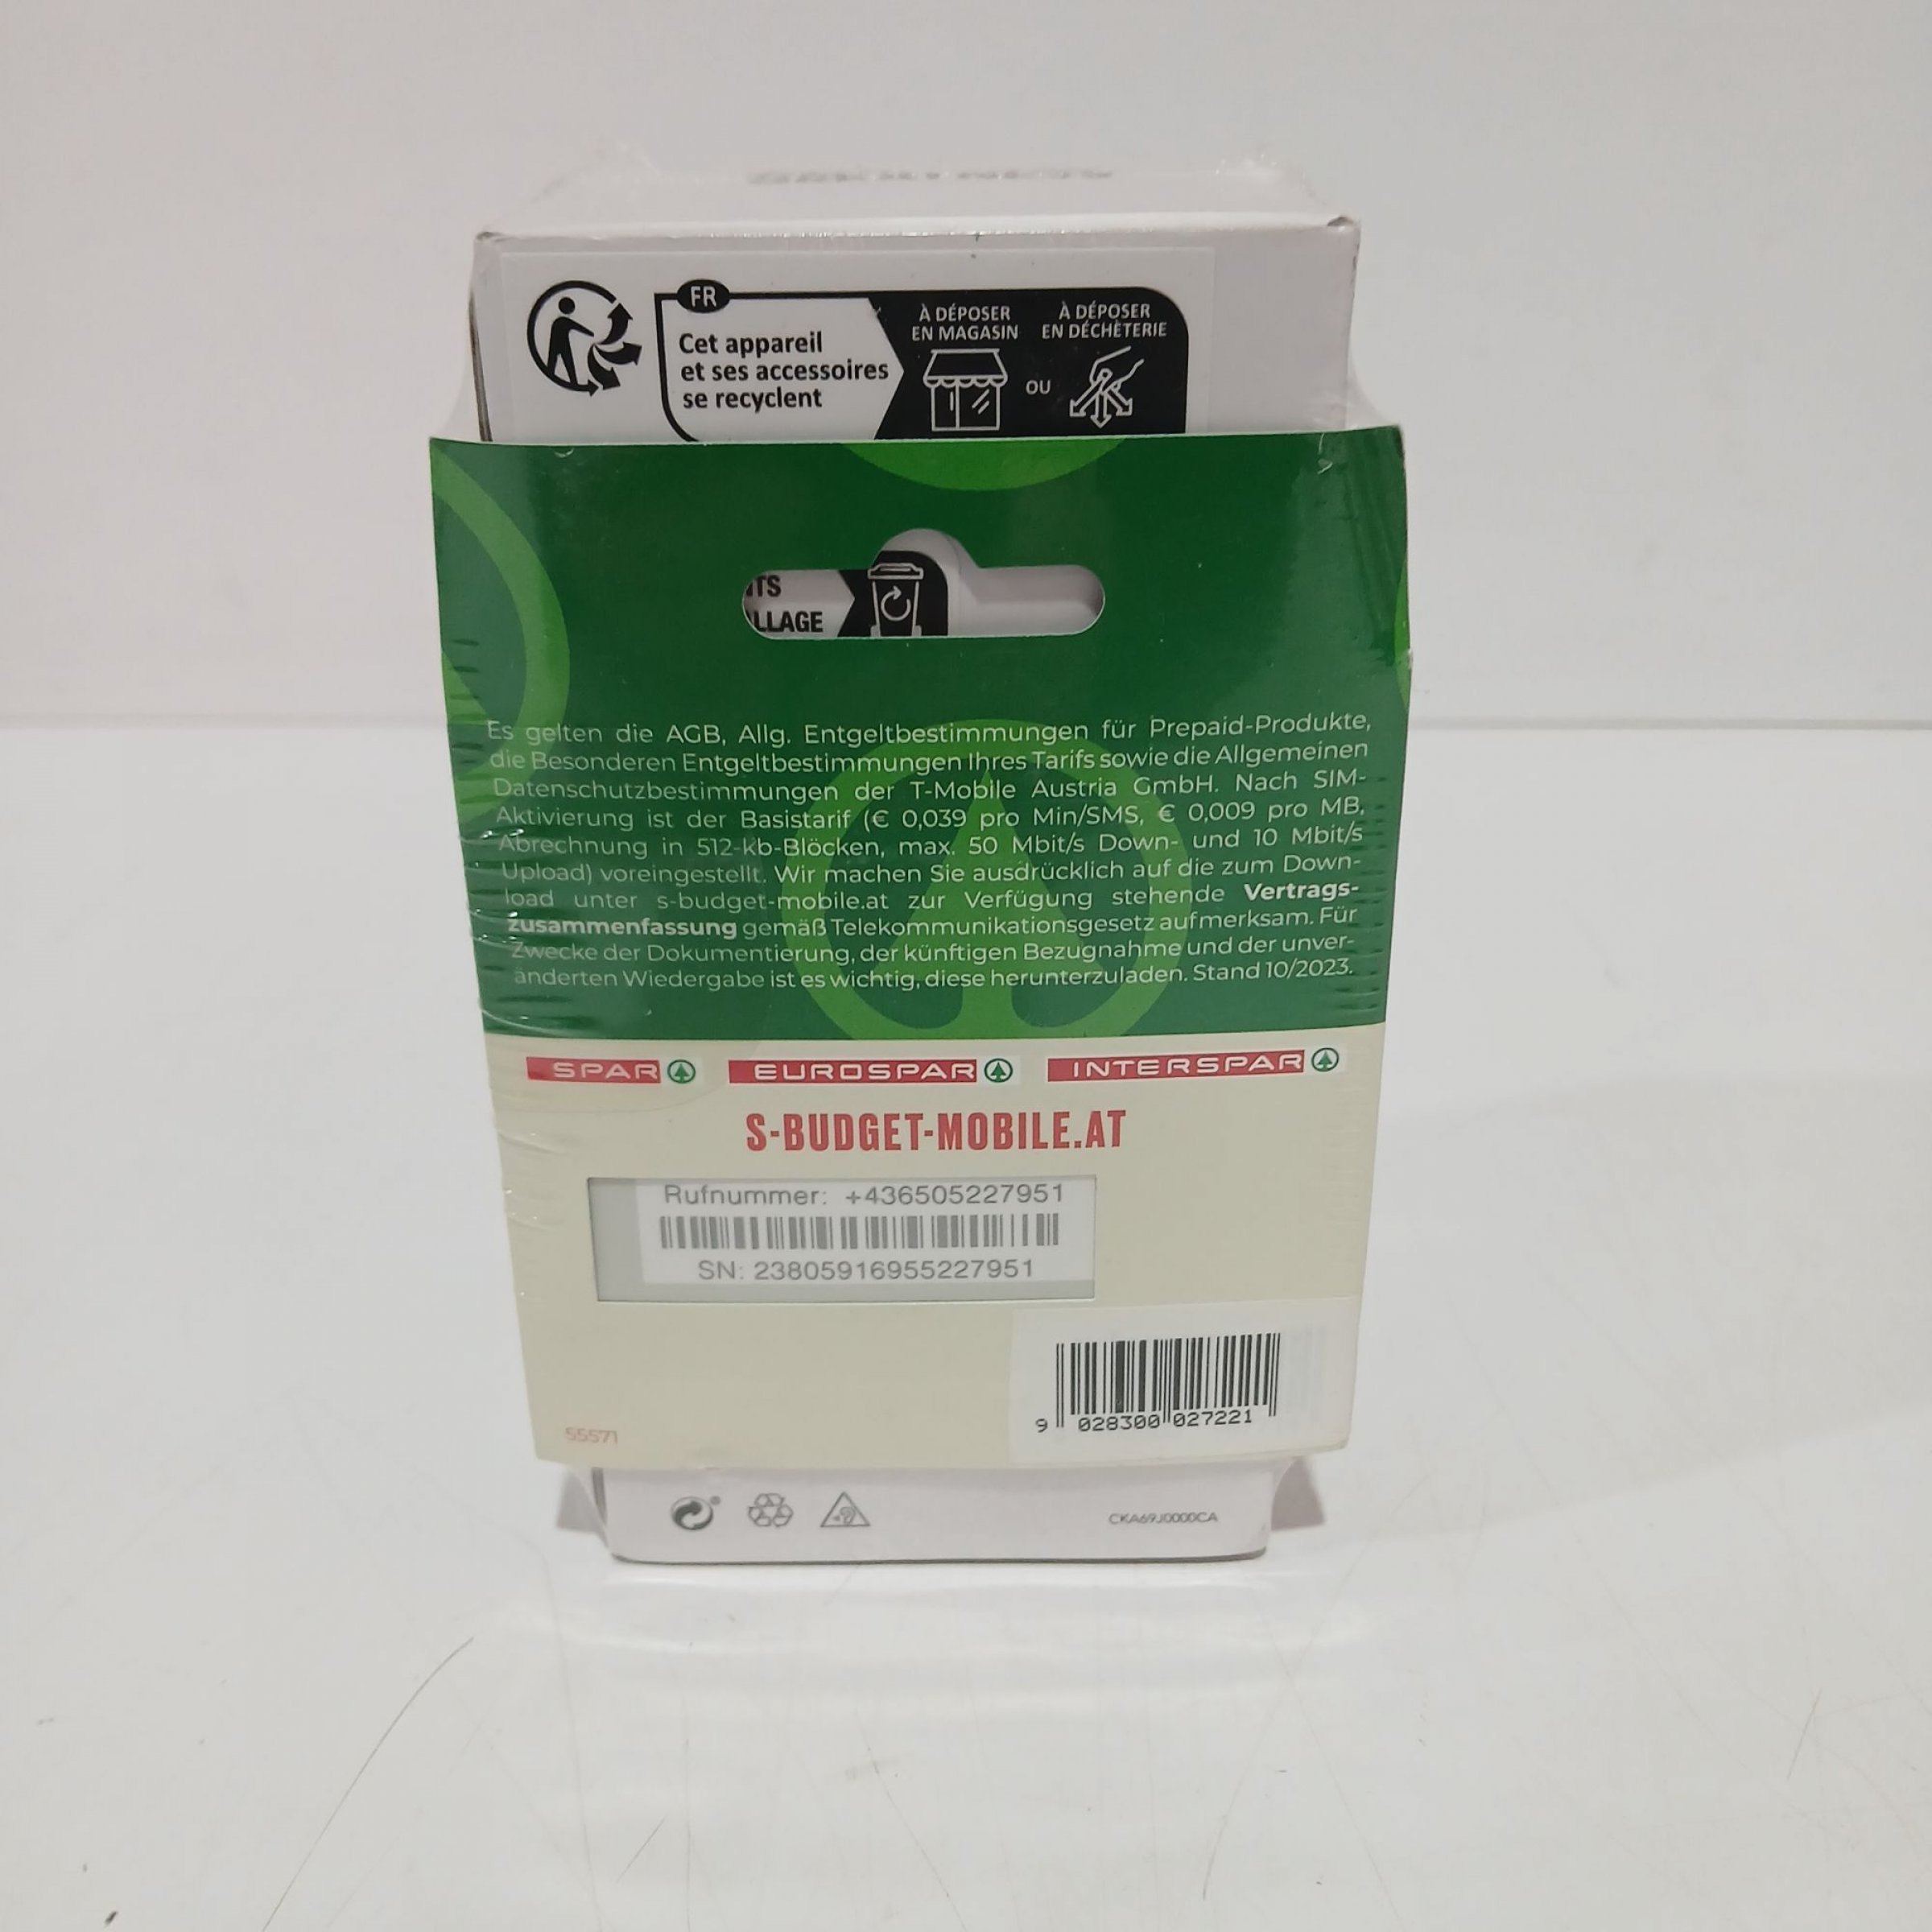 FR
Cet appareil
et ses accessoires
se recyclent
À DÉPOSER
EN MAGASIN
OU
À DÉPOSER
EN DÉCHÈTERIE
Es gelten die AGB, Allg. Entgeltbestimmungen für Prepaid-Produkte,
die Besonderen Entgeltbestimmungen Ihres Tarifs sowie die Allgemeinen
Datenschutzbestimmungen der T-Mobile Austria GmbH. Nach SIM-
Aktivierung ist der Basistarif (€ 0,039 pro Min/SMS, € 0,009 pro MB,
Abrechnung in 512-kb-Blöcken, max. 50 Mbit/s Down- und 10 Mbit/s
Upload) voreingestellt. Wir machen Sie ausdrücklich auf die zum Down-
load unter s-budget-mobile.at zur Verfügung stehende Vertrags-
zusammenfassung gemäß Telekommunikationsgesetz aufmerksam. Für
Zwecke der Dokumentierung, der künftigen Bezugnahme und der unver-
änderten Wiedergabe ist es wichtig, diese herunterzuladen. Stand 10/2023.
SPAR EUROSPAR INTERSPAR
S-BUDGET-MOBILE.AT
Rufnummer: +436505227951
SN: 23805916955227951
9 028300 027221
55571
CKA69J0000CA